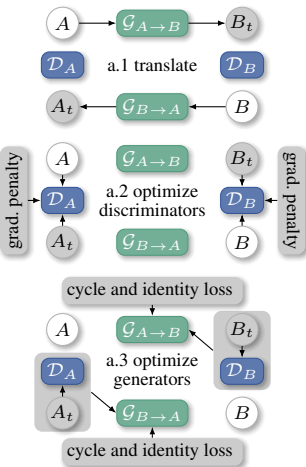 A G_{A→B} B_t
D_A a.1 translate D_B
A_t G_{B→A} B
A G_{A→B} B_t
grad. penalty D_A a.2 optimize D_B grad. penalty
discriminators
A_t G_{B→A} B
cycle and identity loss
A G_{A→B} B_t
D_A a.3 optimize D_B
generators
A_t G_{B→A} B
cycle and identity loss